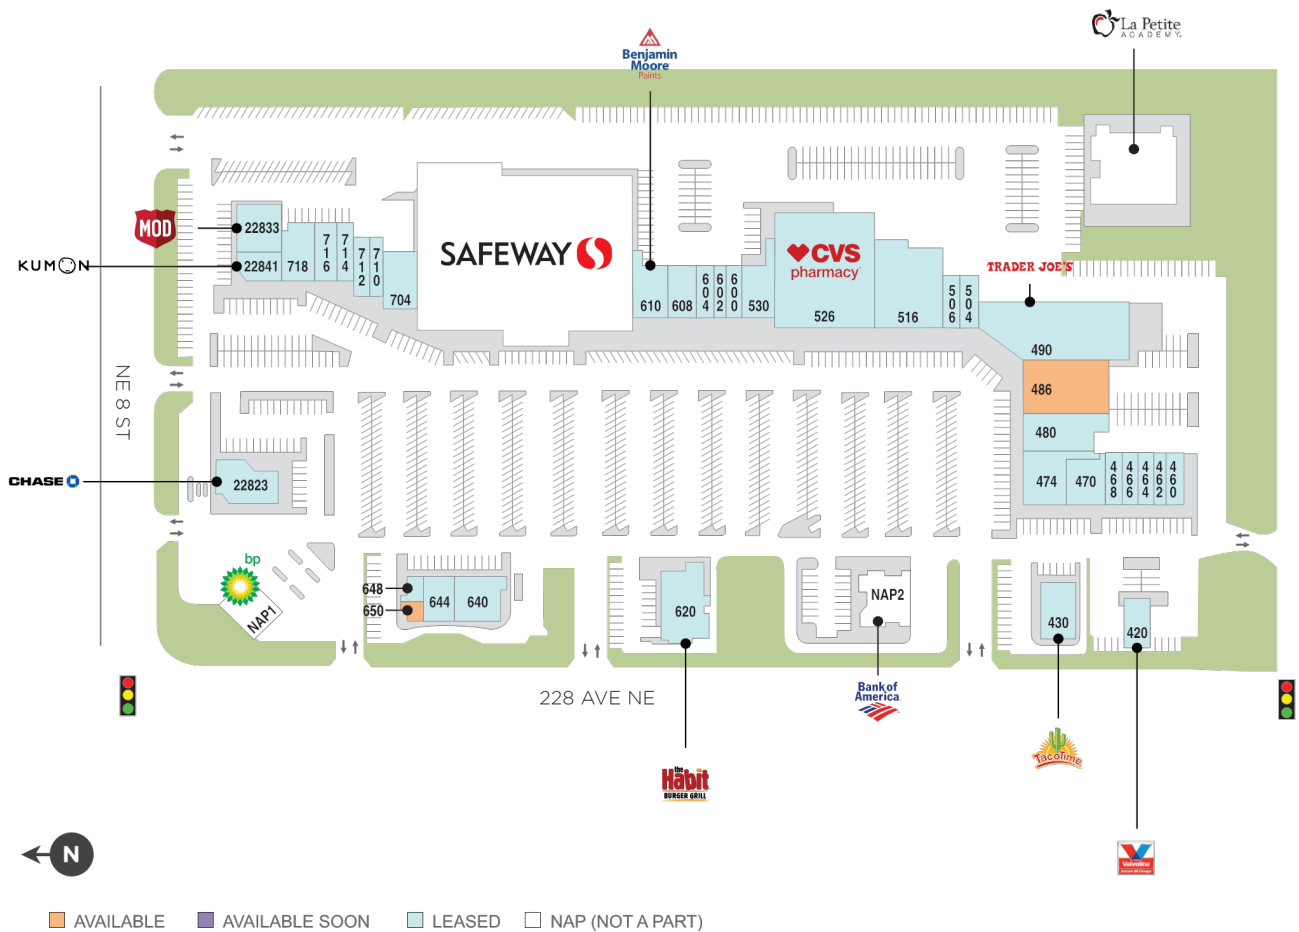 La Petite
ACADEMY
Benjamin
Moore
Paints
MOD
22833
KUMON
22841
718
716
714
712
710
704
SAFEWAY
610
608
604
602
600
530
CVS
pharmacy
526
516
506
504
TRADER JOE'S
490
486
480
474
470
468
466
464
462
460
NE 8 ST
CHASE
22823
bp
NAP1
648
650
644
640
620
NAP2
430
420
228 AVE NE
Bank of
America
the
Habit
BURGER GRILL
TacoTime
Valvoline
Instant Oil Change
N
AVAILABLE
AVAILABLE SOON
LEASED
NAP (NOT A PART)